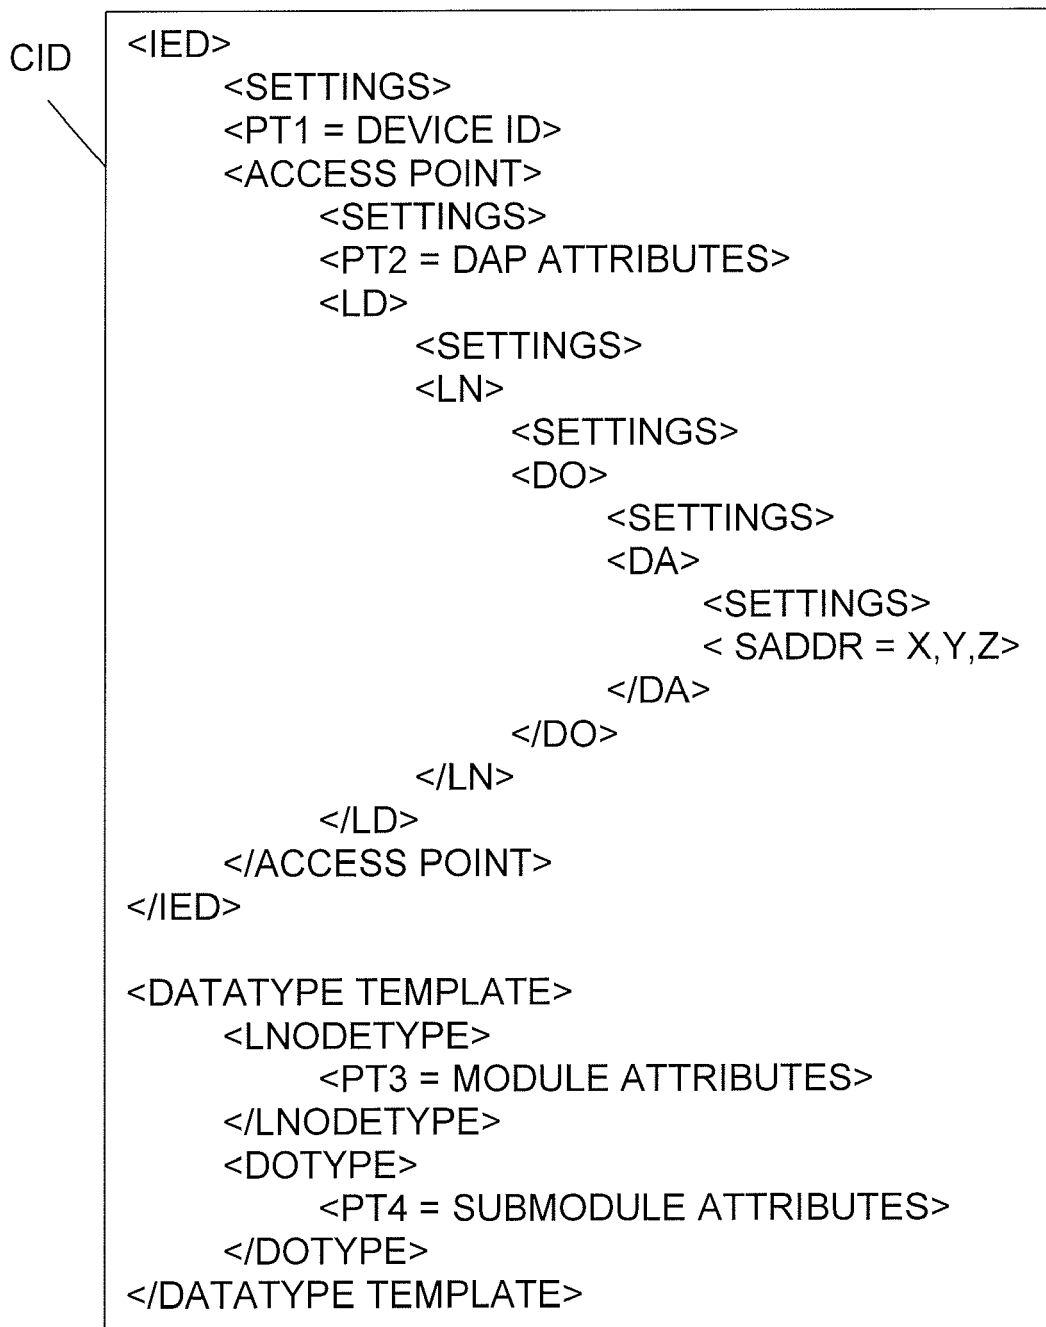 CID
<IED>
<SETTINGS>
<PT1 = DEVICE ID>
<ACCESS POINT>
<SETTINGS>
<PT2 = DAP ATTRIBUTES>
<LD>
<SETTINGS>
<LN>
<SETTINGS>
<DO>
<SETTINGS>
<DA>
<SETTINGS>
< SADDR = X,Y,Z>
</DA>
</DO>
</LN>
</LD>
</ACCESS POINT>
</IED>
<DATATYPE TEMPLATE>
<LNODETYPE>
<PT3 = MODULE ATTRIBUTES>
</LNODETYPE>
<DOTYPE>
<PT4 = SUBMODULE ATTRIBUTES>
</DOTYPE>
</DATATYPE TEMPLATE>